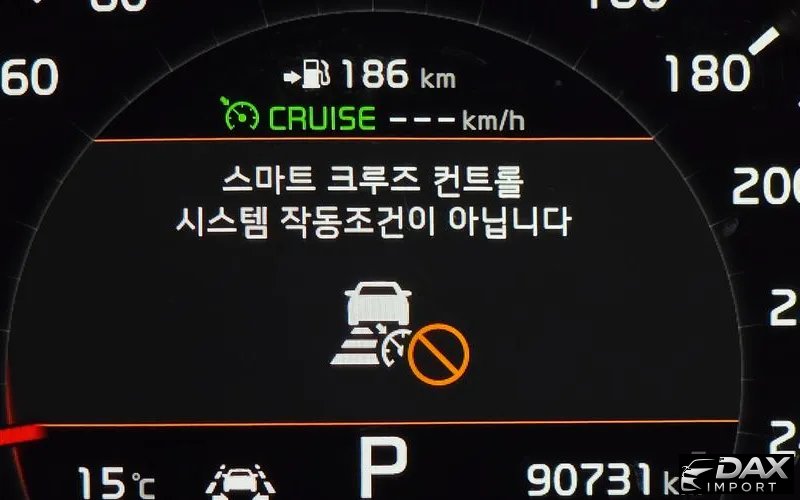 60
180
186 km
CRUISE ---km/h
200
스마트 크루즈 컨트롤
시스템 작동조건이 아닙니다
P
15℃
90731
DAX
IMPORT